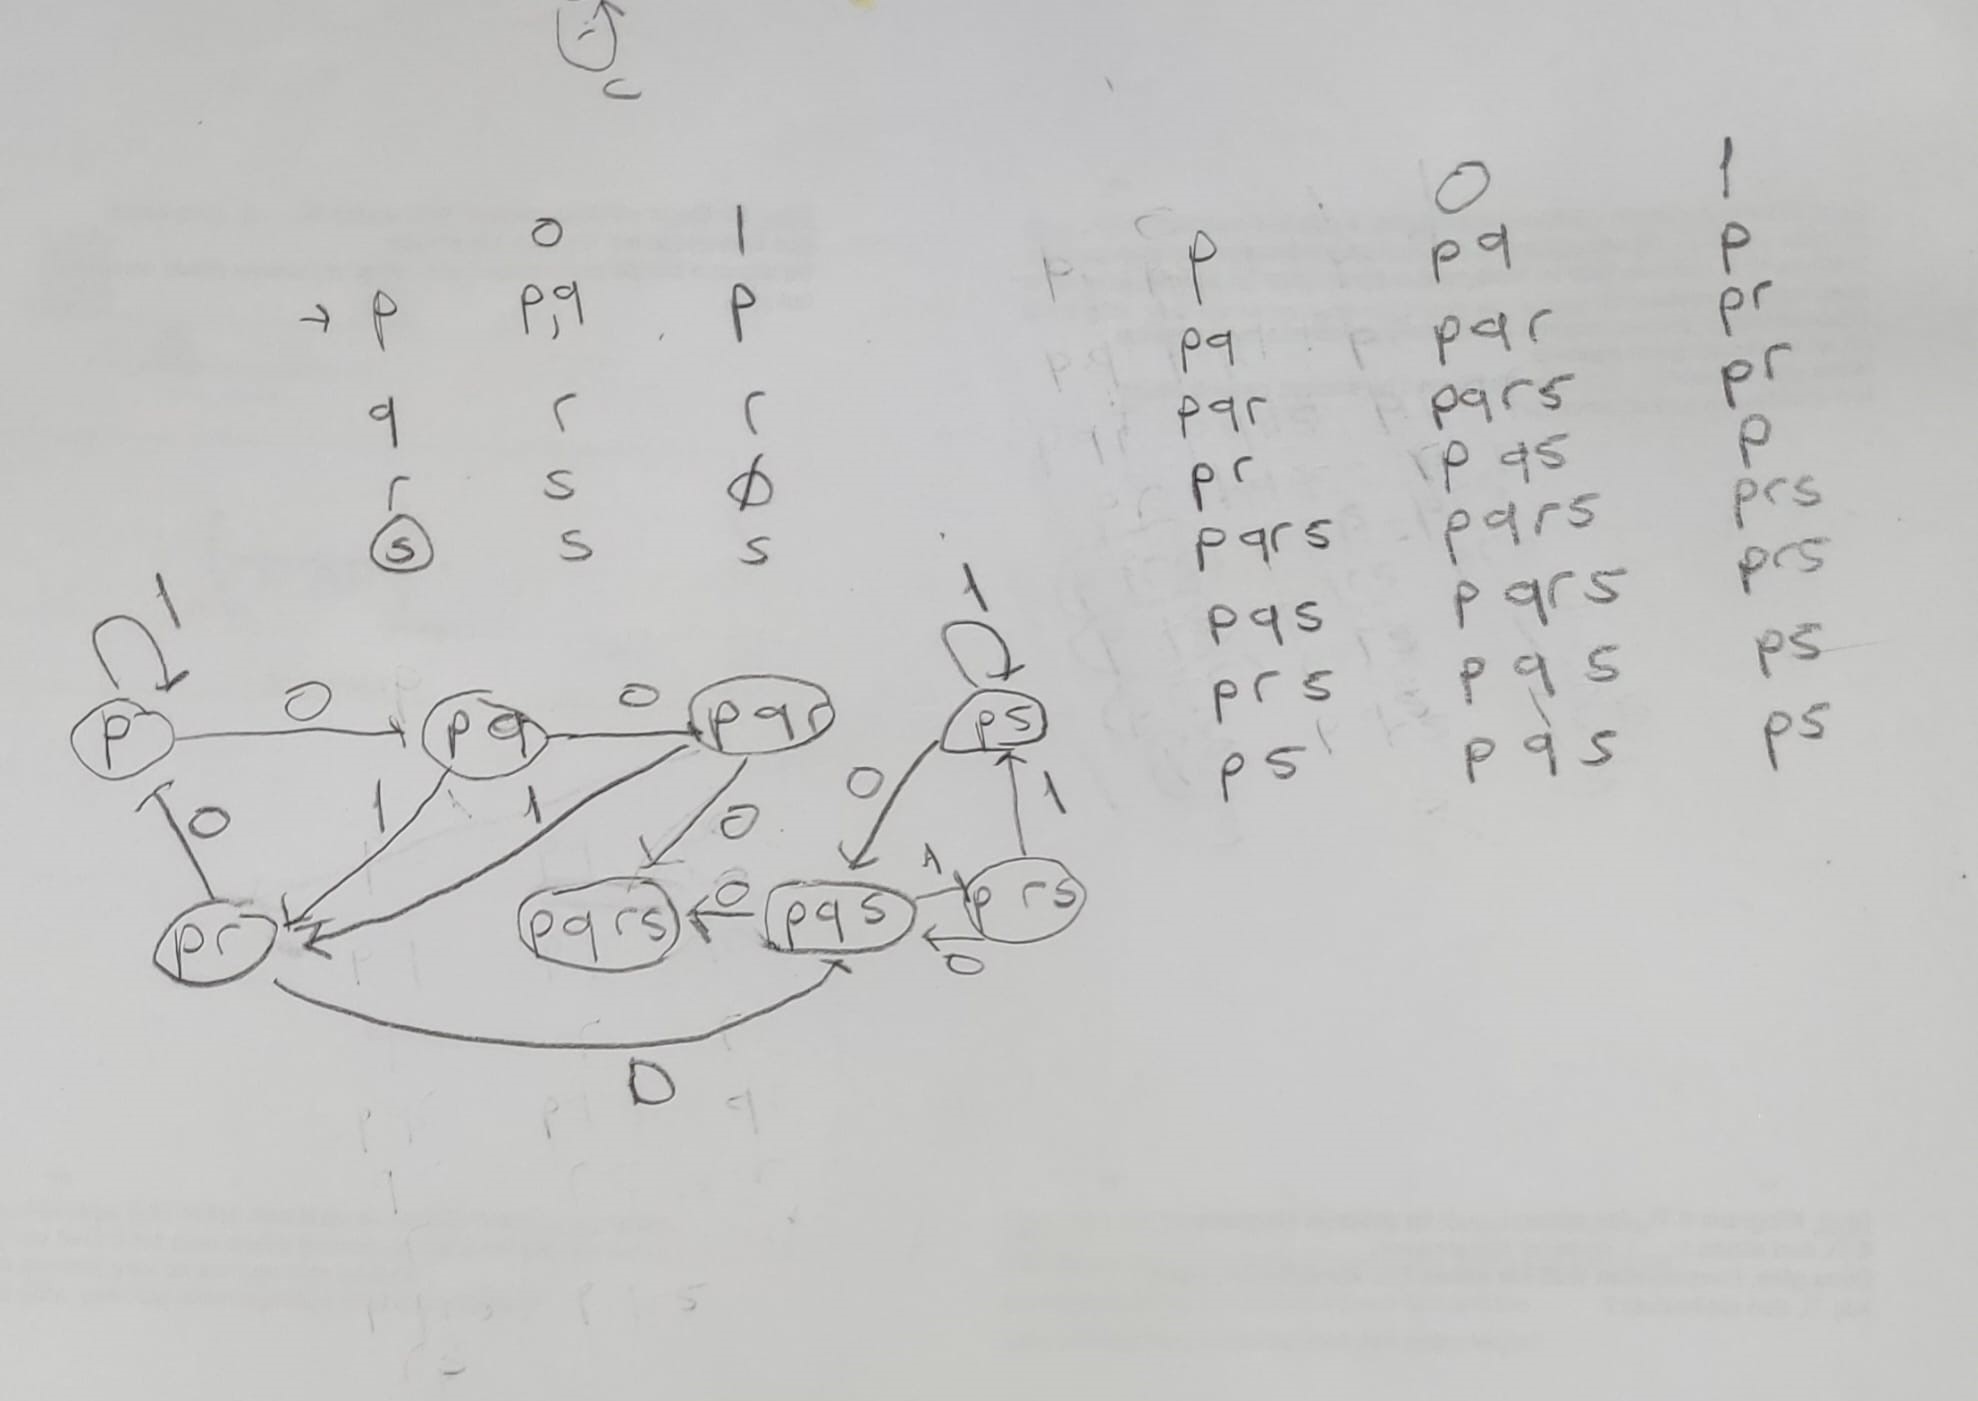 c
0 1
→ p p,q p
q r r
r s ϕ
s s s
0 1
p pq p
pq pqr pr
pqr pqrs pr
pr pqs p
pqrs pqrs prs
pqs pqrs prs
prs pqs ps
ps pqs ps
1 1
p 0 pq 0 pqr ps
0 1 1 0 0 1
pr pqrs 0 pqs 1 prs
0
0